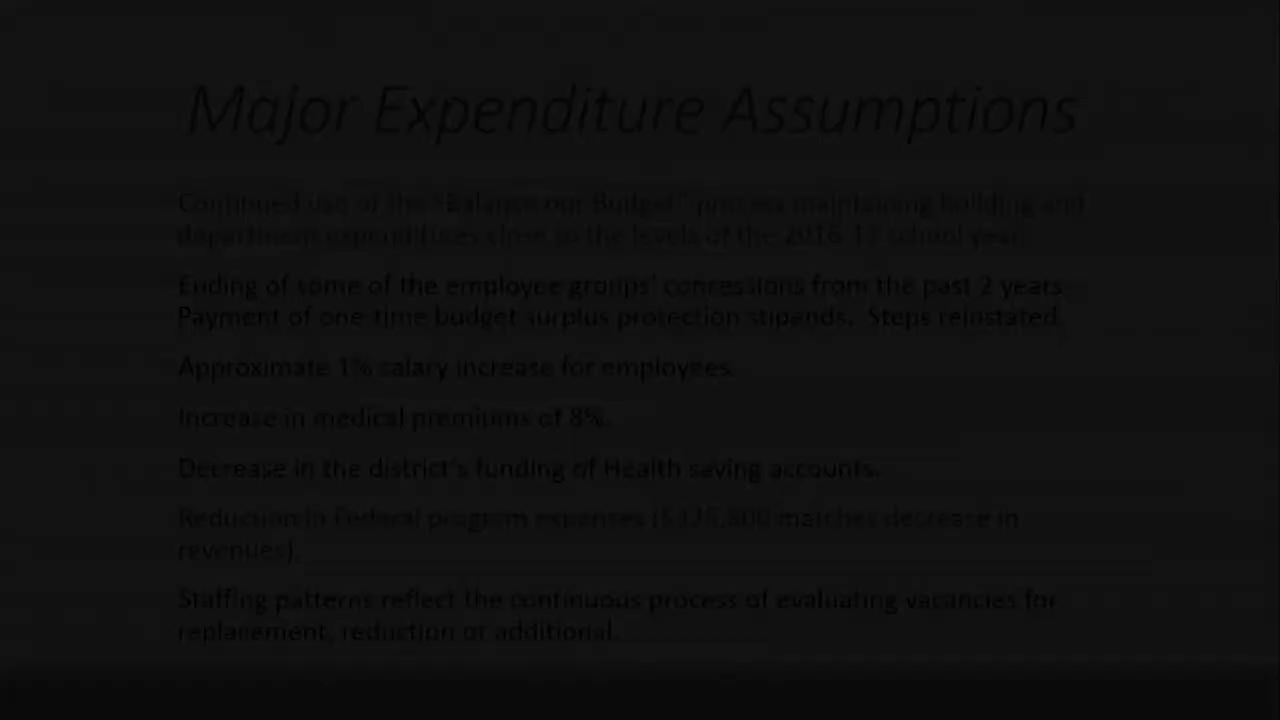 Major Expenditure Assumptions
Continued use of the "Balance our Budget" process maintaining building and
department expenditures close to the levels of the 2016-17 school year.
Ending of some of the employee groups' concessions from the past 2 years.
Payment of one-time budget surplus protection stipends. Steps reinstated.
Approximate 1% salary increase for employees.
Increase in medical premiums of 8%.
Decrease in the district's funding of Health saving accounts.
Reduction in Federal program expenses matches decrease in
revenues).
Staffing patterns reflect the continuous process of evaluating vacancies for
replacement, reduction or additional.